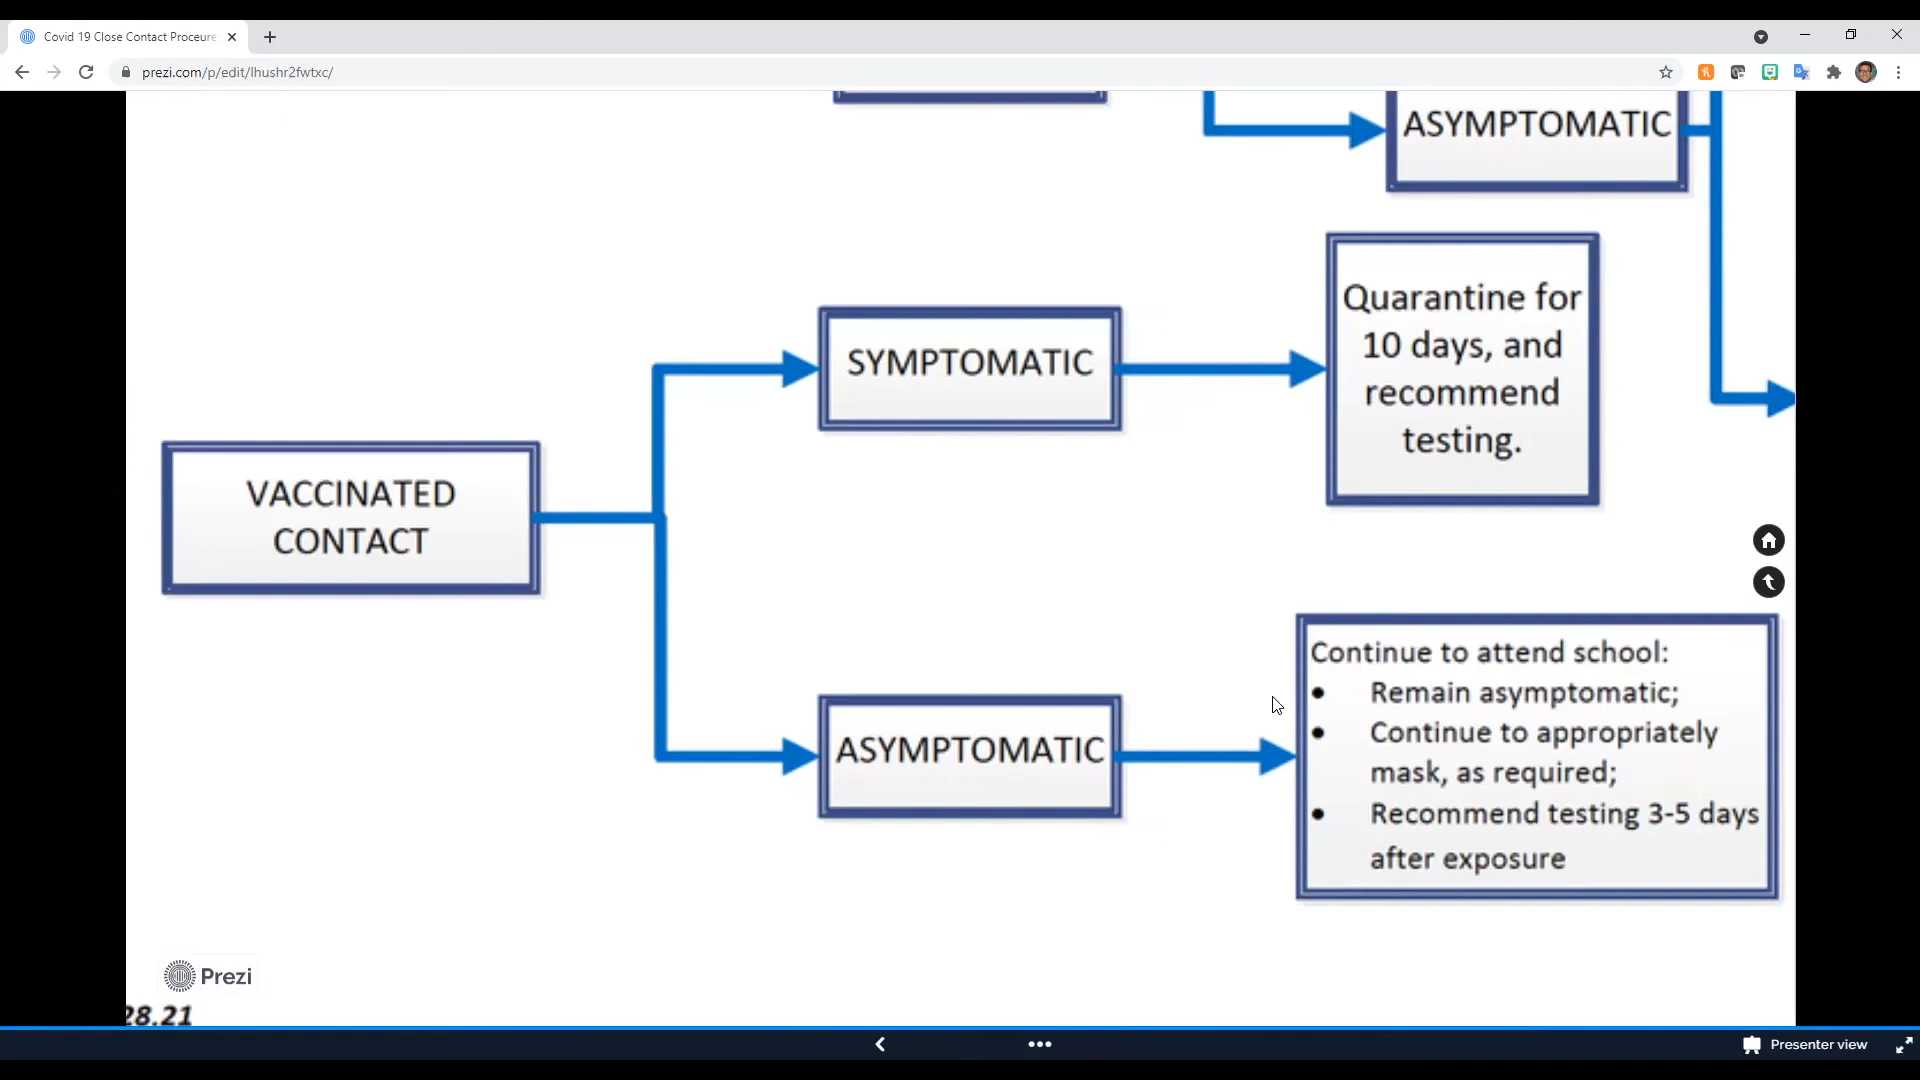 Covid 19 Close Contact Proceure
prezi.com/p/edit/lhushr2fwtxc/
ASYMPTOMATIC
Quarantine for
10 days, and
recommend
testing.
SYMPTOMATIC
VACCINATED
CONTACT
Continue to attend school:
• Remain asymptomatic;
• Continue to appropriately
mask, as required;
• Recommend testing 3-5 days
after exposure
ASYMPTOMATIC
Prezi
28.21
Presenter view